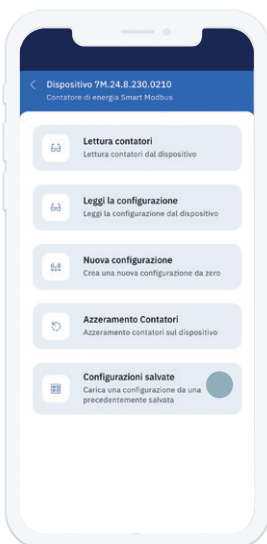 Dispositivo 7M.24.8.230.0210
Contatore di energia Smart Modbus
Lettura contatori
Lettura contatori dal dispositivo
Leggi la configurazione
Leggi la configurazione dal dispositivo
Nuova configurazione
Crea una nuova configurazione da zero
Azzeramento Contatori
Azzeramento contatori sul dispositivo
Configurazioni salvate
Carica una configurazione da una
precedentemente salvata